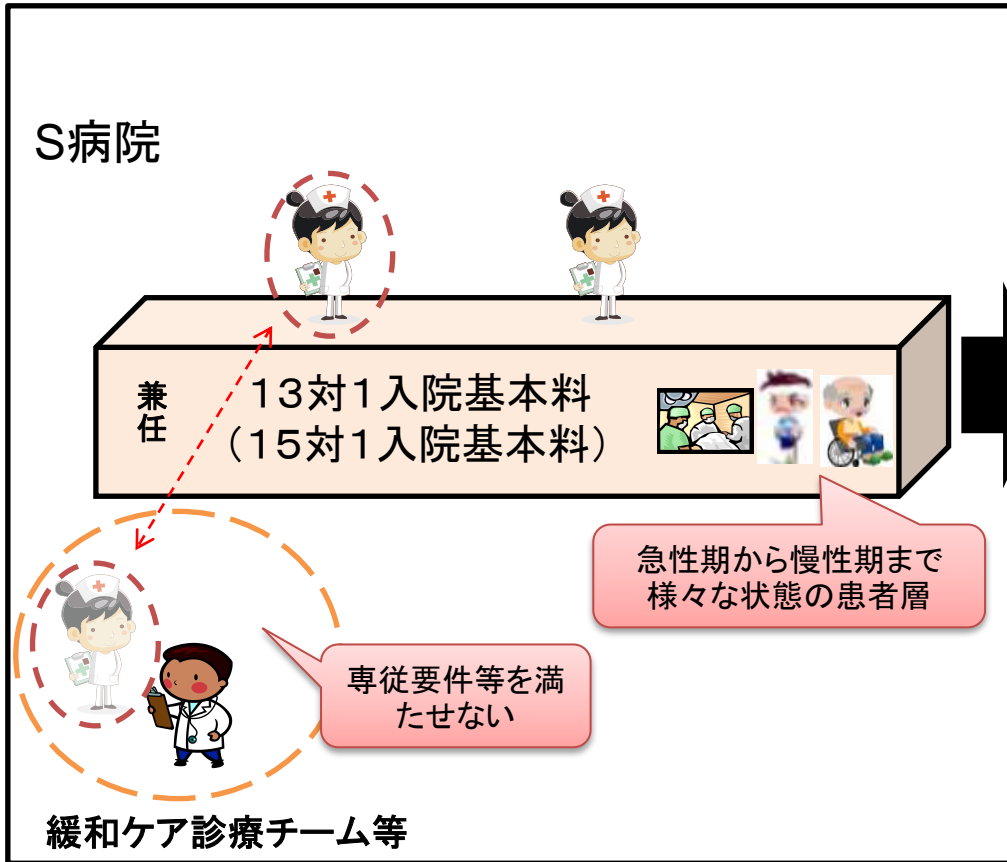 S病院
兼
任
13対1入院基本料
(15対1入院基本料)
急性期から慢性期まで
様々な状態の患者層
専従要件等を満
たせない
緩和ケア診療チーム等